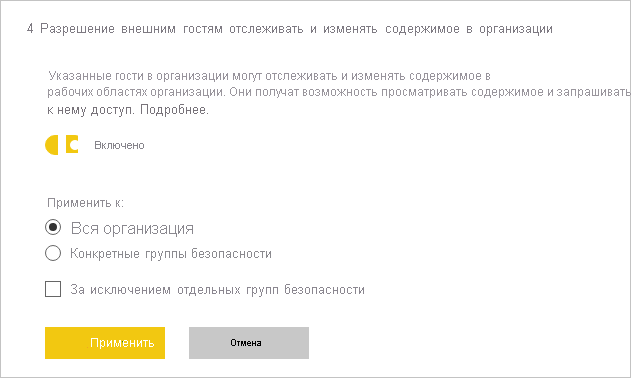 4 Разрешение внешним гостям отслеживать и изменять содержимое в организации
Указанные гости в организации могут отслеживать и изменять содержимое в
рабочих областях организации. Они получат возможность просматривать содержимое и запрашивать
к нему доступ. Подробнее.
Включено
Применить к:
Вся организация
Конкретные группы безопасности
За исключением отдельных групп безопасности
Применить
Отмена